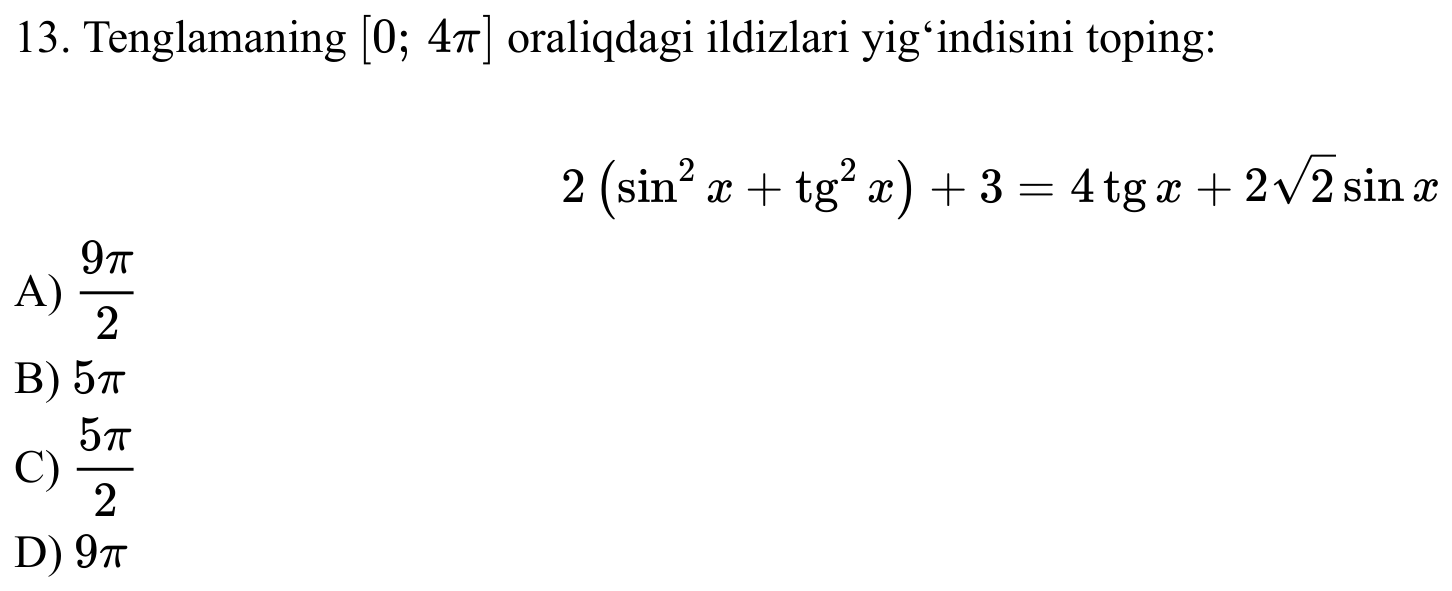 13. Tenglamaning [0; 4π] oraliqdagi ildizlari yig‘indisini toping:
2 (sin² x + tg² x) + 3 = 4 tg x + 2√2 sin x
A) 9π/2
B) 5π
C) 5π/2
D) 9π